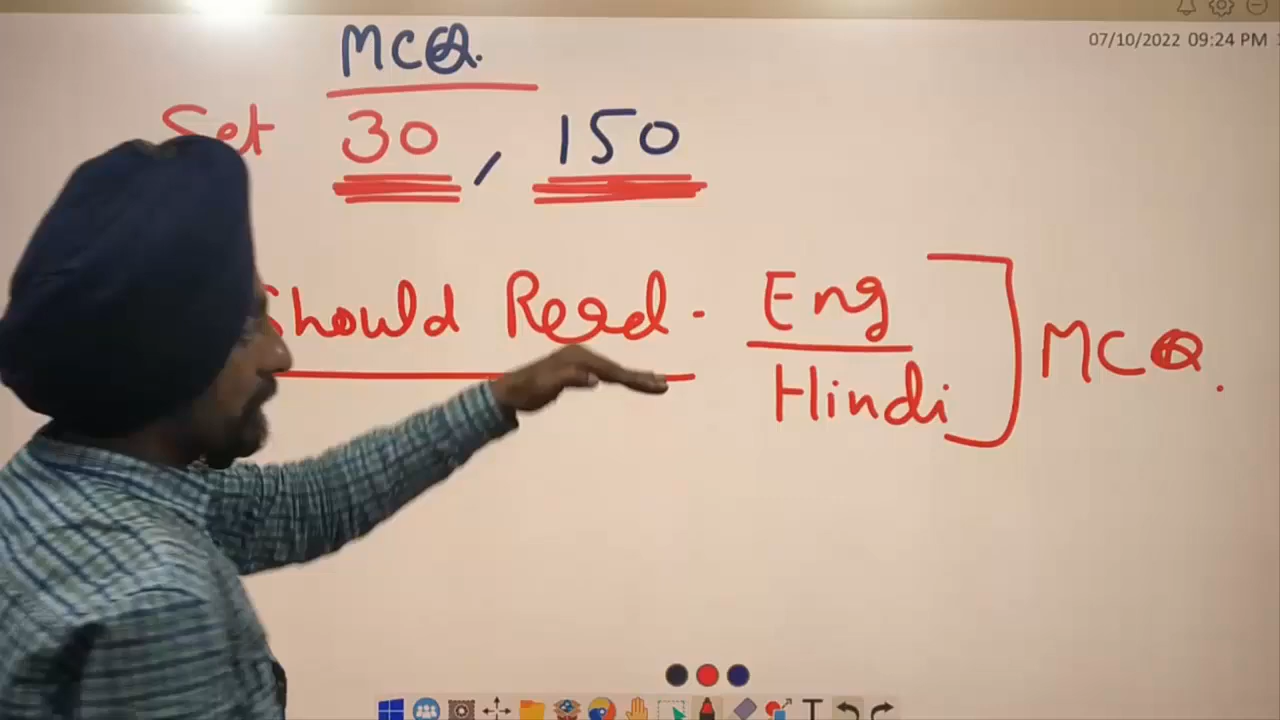 07/10/2022 09:24 PM
MCQ.
Set 30, 150
Should Read - Eng
Hindi
MCQ.